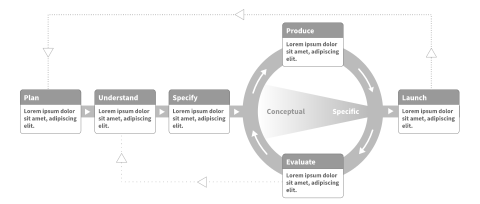 Produce
Lorem ipsum dolor
sit amet, adipiscing
elit.
Plan
Lorem ipsum dolor
sit amet, adipiscing
elit.
Understand
Lorem ipsum dolor
sit amet, adipiscing
elit.
Specify
Lorem ipsum dolor
sit amet, adipiscing
elit.
Conceptual
Specific
Launch
Lorem ipsum dolor
sit amet, adipiscing
elit.
Evaluate
Lorem ipsum dolor
sit amet, adipiscing
elit.